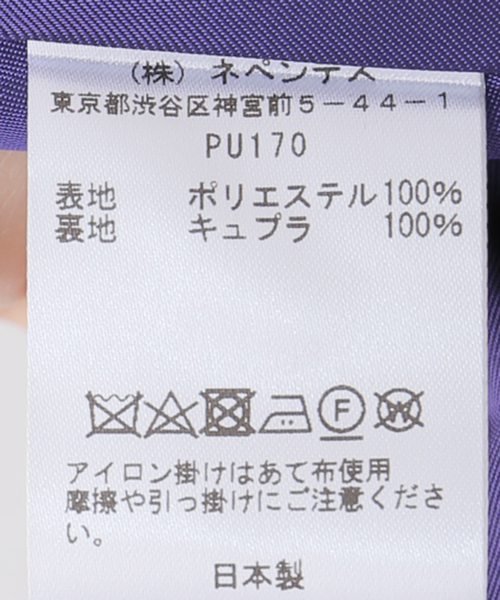 (株) ネペンテス
東京都渋谷区神宮前5-44-1
PU170
表地 ポリエステル100%
裏地 キュプラ 100%
F W
アイロン掛けはあて布使用
摩擦や引っ掛けにご注意くださ
い。
日本製